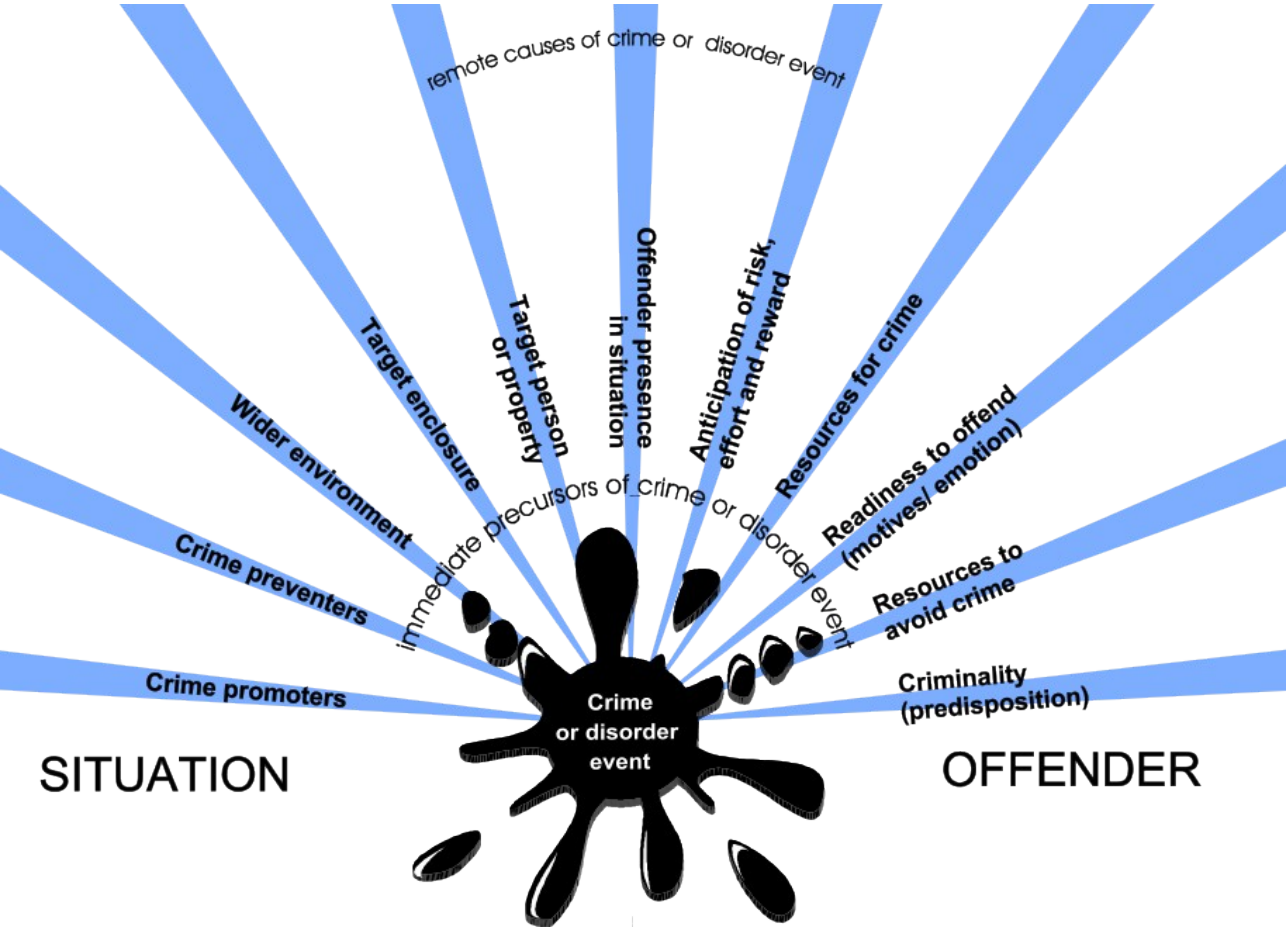 remote causes of crime or disorder event
Crime promoters
Crime preventers
Wider environment
Target enclosure
Target person
or property
Offender presence
in situation
Anticipation of risk,
effort and reward
Resources for crime
Readiness to offend
(motives/ emotion)
Resources to
avoid crime
Criminality
(predisposition)
immediate precursors of crime or disorder event
Crime
or disorder
event
SITUATION
OFFENDER